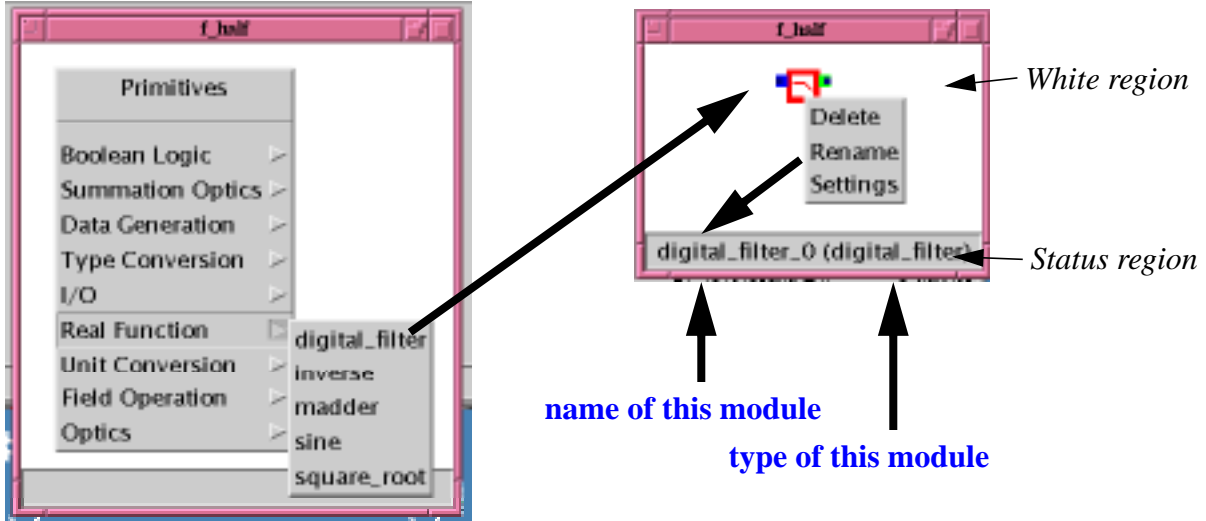 f_half
Primitives
Boolean Logic
Summation Optics
Data Generation
Type Conversion
I/O
Real Function
Unit Conversion
Field Operation
Optics
digital_filter
inverse
madder
sine
square_root
f_half
White region
Delete
Rename
Settings
digital_filter_0 (digital_filter)
Status region
name of this module
type of this module